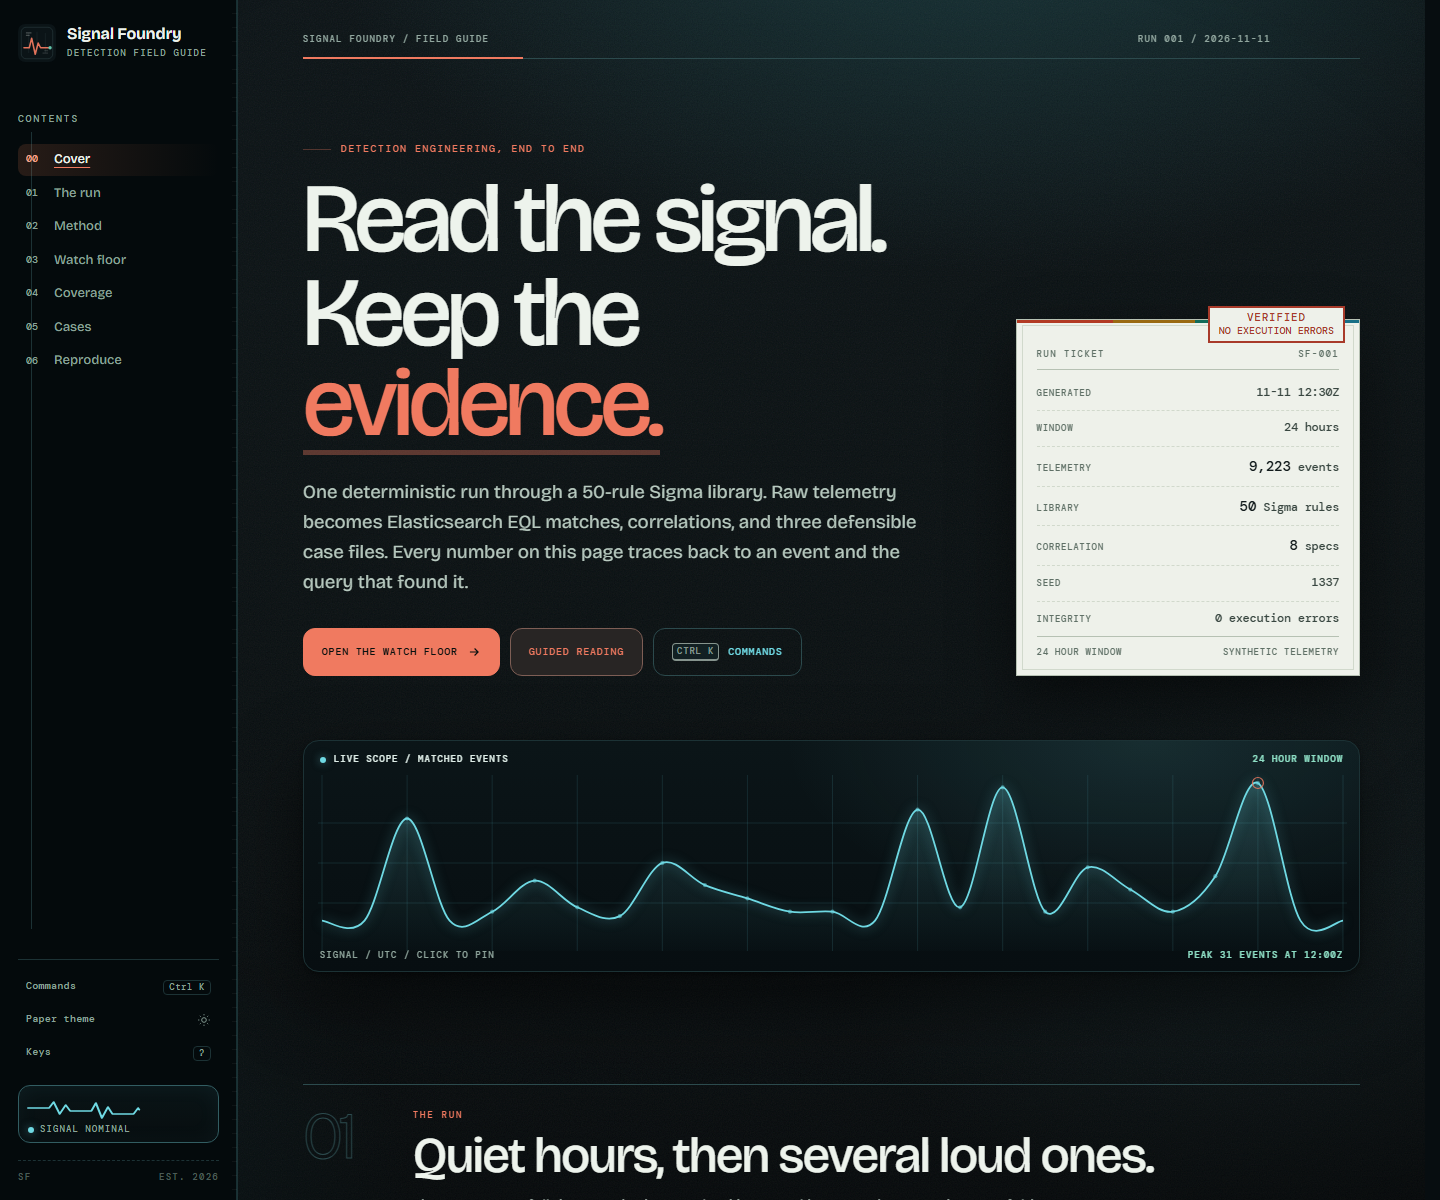 Signal Foundry
DETECTION FIELD GUIDE
CONTENTS
00 Cover
01 The run
02 Method
03 Watch floor
04 Coverage
05 Cases
06 Reproduce
Commands Ctrl K
Paper theme
Keys ?
SIGNAL NOMINAL
SF EST. 2026
SIGNAL FOUNDRY / FIELD GUIDE RUN 001 / 2026-11-11
DETECTION ENGINEERING, END TO END
Read the signal.
Keep the
evidence.
One deterministic run through a 50-rule Sigma library. Raw telemetry
becomes Elasticsearch EQL matches, correlations, and three defensible
case files. Every number on this page traces back to an event and the
query that found it.
OPEN THE WATCH FLOOR → GUIDED READING CTRL K COMMANDS
VERIFIED
NO EXECUTION ERRORS
RUN TICKET SF-001
GENERATED 11-11 12:30Z
WINDOW 24 hours
TELEMETRY 9,223 events
LIBRARY 50 Sigma rules
CORRELATION 8 specs
SEED 1337
INTEGRITY 0 execution errors
24 HOUR WINDOW SYNTHETIC TELEMETRY
LIVE SCOPE / MATCHED EVENTS 24 HOUR WINDOW
SIGNAL / UTC / CLICK TO PIN PEAK 31 EVENTS AT 12:00Z
01
THE RUN
Quiet hours, then several loud ones.